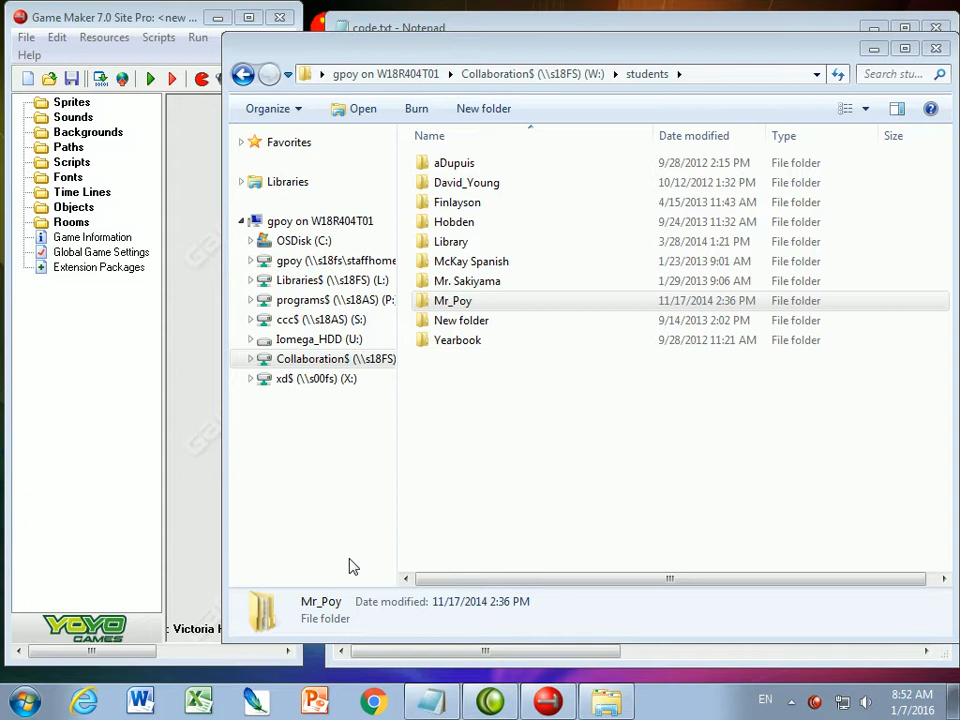 Game Maker 7.0 Site Pro: <new ...
File Edit Resources Scripts Run
Help
Sprites
Sounds
Backgrounds
Paths
Scripts
Fonts
Time Lines
Objects
Rooms
Game Information
Global Game Settings
Extension Packages
YOYO
GAMES
: Victoria H
code.txt - Notepad
gpoy on W18R404T01 Collaboration$ (\\s18FS) (W:) students
Search stu...
Organize Open Burn New folder
Favorites
Libraries
gpoy on W18R404T01
OSDisk (C:)
gpoy (\\s18fs\staffhome
Libraries$ (\\s18FS) (L:)
programs$ (\\s18AS) (P:
ccc$ (\\s18AS) (S:)
Iomega_HDD (U:)
Collaboration$ (\\s18FS)
xd$ (\\s00fs) (X:)
Name Date modified Type Size
aDupuis 9/28/2012 2:15 PM File folder
David_Young 10/12/2012 1:32 PM File folder
Finlayson 4/15/2013 11:43 AM File folder
Hobden 9/24/2013 11:32 AM File folder
Library 3/28/2014 1:21 PM File folder
McKay Spanish 1/23/2013 9:01 AM File folder
Mr. Sakiyama 1/29/2013 9:06 AM File folder
Mr_Poy 11/17/2014 2:36 PM File folder
New folder 9/14/2013 2:02 PM File folder
Yearbook 9/28/2012 11:21 AM File folder
Mr_Poy Date modified: 11/17/2014 2:36 PM
File folder
EN
8:52 AM
1/7/2016